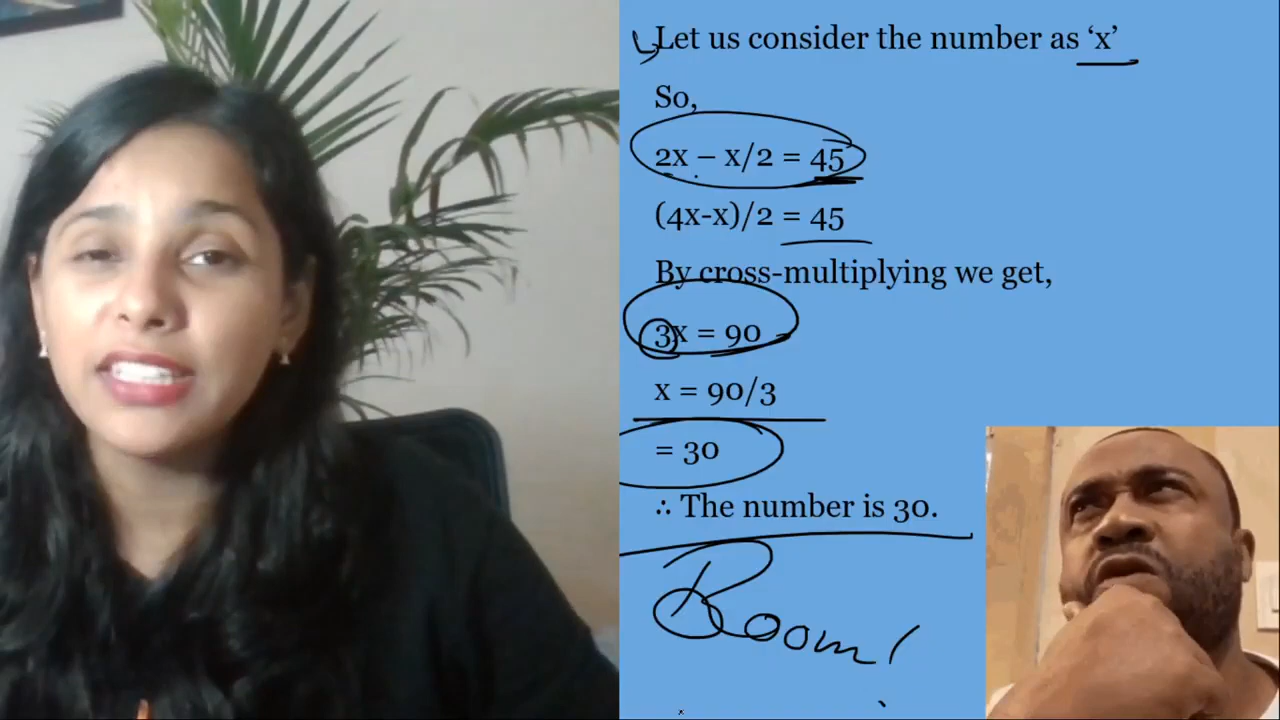 Let us consider the number as ‘x’
So,
2x – x/2 = 45
(4x-x)/2 = 45
By cross-multiplying we get,
3x = 90
x = 90/3
= 30
∴ The number is 30.
Boom!